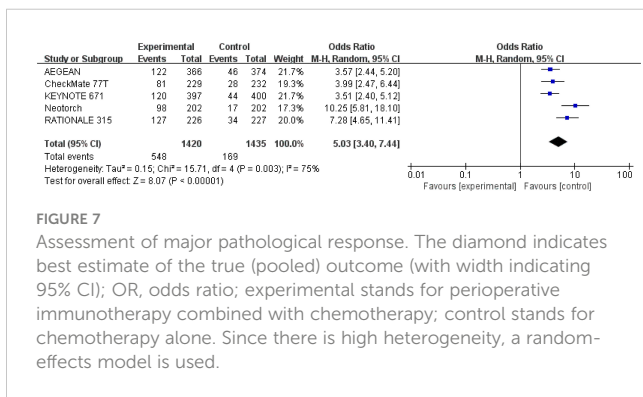 Experimental Control Odds Ratio Odds Ratio
Study or Subgroup Events Total Events Total Weight M-H, Random, 95% CI M-H, Random, 95% CI
AEGEAN 122 366 46 374 21.7% 3.57 [2.44, 5.20]
CheckMate 77T 81 229 28 232 19.3% 3.99 [2.47, 6.44]
KEYNOTE 671 120 397 44 400 21.7% 3.51 [2.40, 5.12]
Neotorch 98 202 17 202 17.3% 10.25 [5.81, 18.10]
RATIONALE 315 127 226 34 227 20.0% 7.28 [4.65, 11.41]
Total (95% CI) 1420 1435 100.0% 5.03 [3.40, 7.44]
Total events 548 169
Heterogeneity: Tau² = 0.15; Chi² = 15.71, df = 4 (P = 0.003); I² = 75%
Test for overall effect: Z = 8.07 (P < 0.00001)
0.01 0.1 1 10 100
Favours [experimental] Favours [control]
FIGURE 7
Assessment of major pathological response. The diamond indicates
best estimate of the true (pooled) outcome (with width indicating
95% CI); OR, odds ratio; experimental stands for perioperative
immunotherapy combined with chemotherapy; control stands for
chemotherapy alone. Since there is high heterogeneity, a random-
effects model is used.